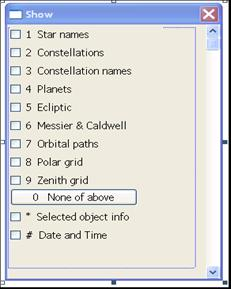 Show
1 Star names
2 Constellations
3 Constellation names
4 Planets
5 Ecliptic
6 Messier & Caldwell
7 Orbital paths
8 Polar grid
9 Zenith grid
0 None of above
* Selected object info
# Date and Time